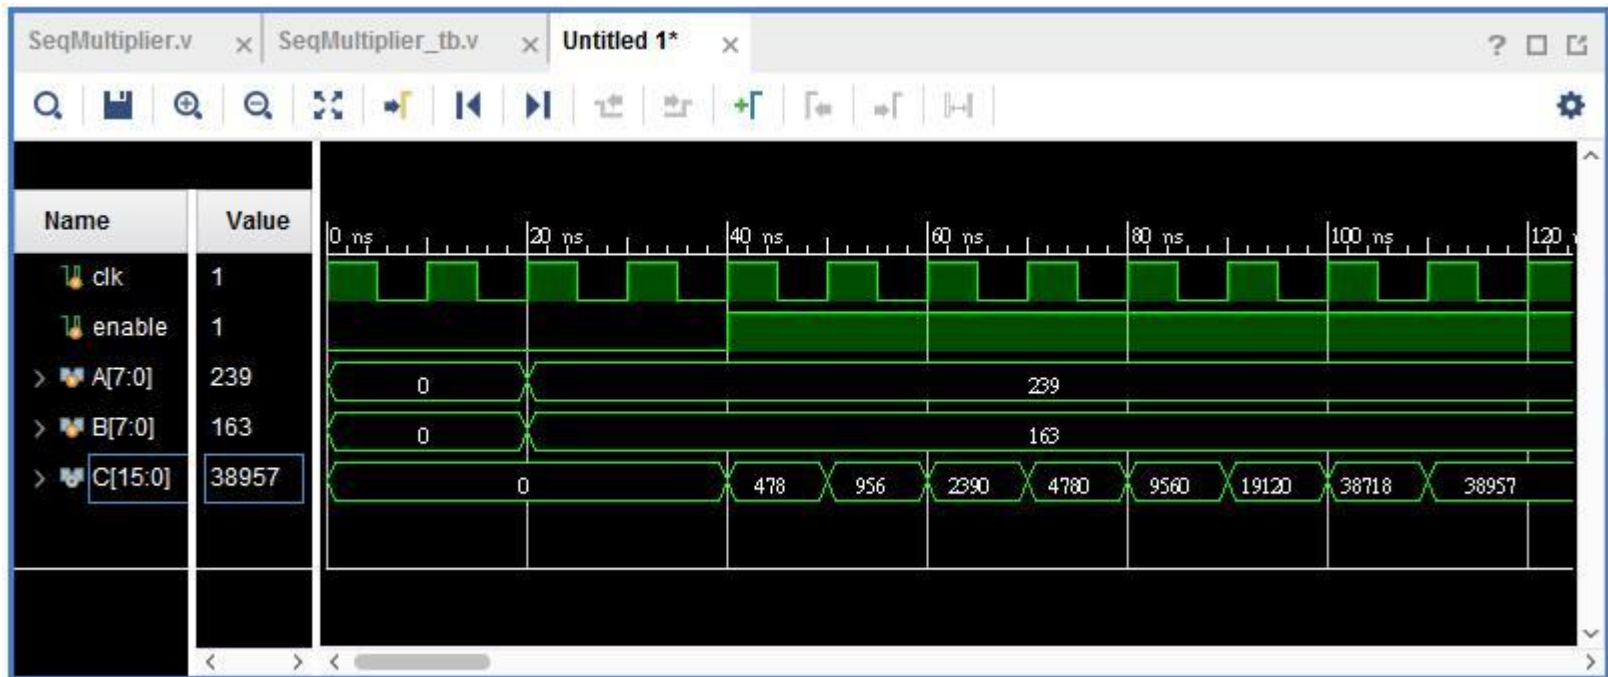 SeqMultiplier.v SeqMultiplier_tb.v Untitled 1*
Name Value
0 ns 20 ns 40 ns 60 ns 80 ns 100 ns 120
clk 1
enable 1
A[7:0] 239 0 239
B[7:0] 163 0 163
C[15:0] 38957 0 478 956 2390 4780 9560 19120 38718 38957